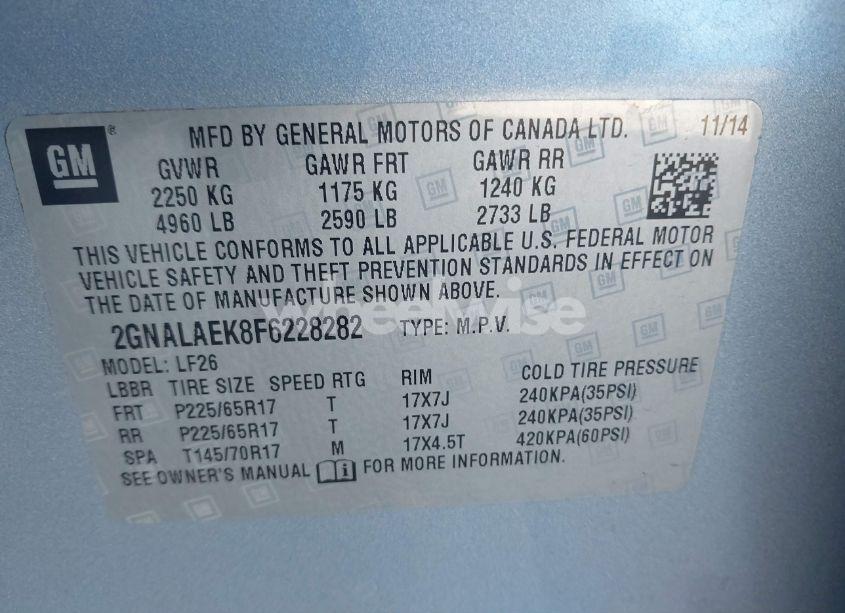 GM ® MFD BY GENERAL MOTORS OF CANADA LTD. 11/14
GVWR GAWR FRT GAWR RR
2250 KG 1175 KG 1240 KG
4960 LB 2590 LB 2733 LB
THIS VEHICLE CONFORMS TO ALL APPLICABLE U.S. FEDERAL MOTOR
VEHICLE SAFETY AND THEFT PREVENTION STANDARDS IN EFFECT ON
THE DATE OF MANUFACTURE SHOWN ABOVE.
wheelwise
2GNALAEK8F6228282 TYPE: M.P.V.
MODEL: LF26
LBBR TIRE SIZE SPEED RTG RIM COLD TIRE PRESSURE
FRT P225/65R17 T 17X7J 240KPA(35PSI)
RR P225/65R17 T 17X7J 240KPA(35PSI)
SPA T145/70R17 M 17X4.5T 420KPA(60PSI)
SEE OWNER'S MANUAL FOR MORE INFORMATION.